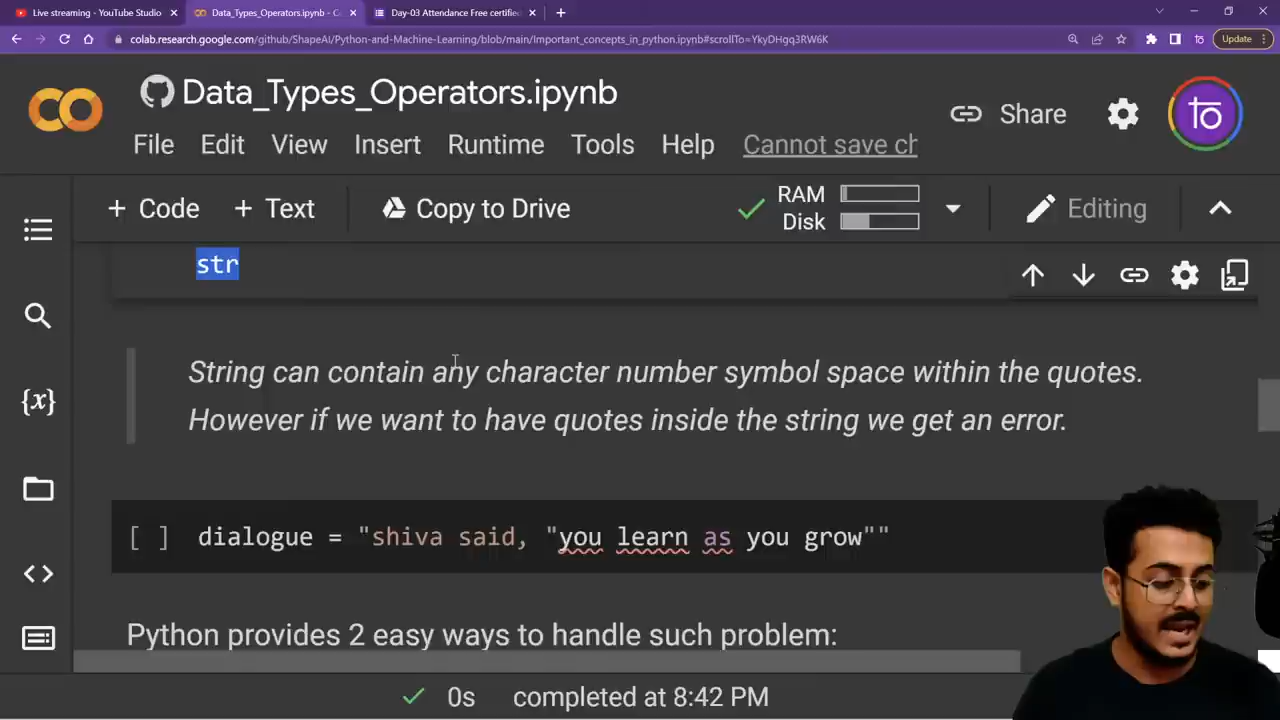 Live streaming - YouTube Studio
Data_Types_Operators.ipynb - C
Day-03 Attendance Free certified
colab.research.google.com/github/ShapeAI/Python-and-Machine-Learning/blob/main/Important_concepts_in_python.ipynb#scrollTo=YkyDHgq3RW6K
Update
Data_Types_Operators.ipynb
File Edit View Insert Runtime Tools Help Cannot save ch
Share
+ Code + Text Copy to Drive
RAM
Disk
Editing
str
String can contain any character number symbol space within the quotes.
However if we want to have quotes inside the string we get an error.
[ ] dialogue = "shiva said, "you learn as you grow""
Python provides 2 easy ways to handle such problem:
0s completed at 8:42 PM